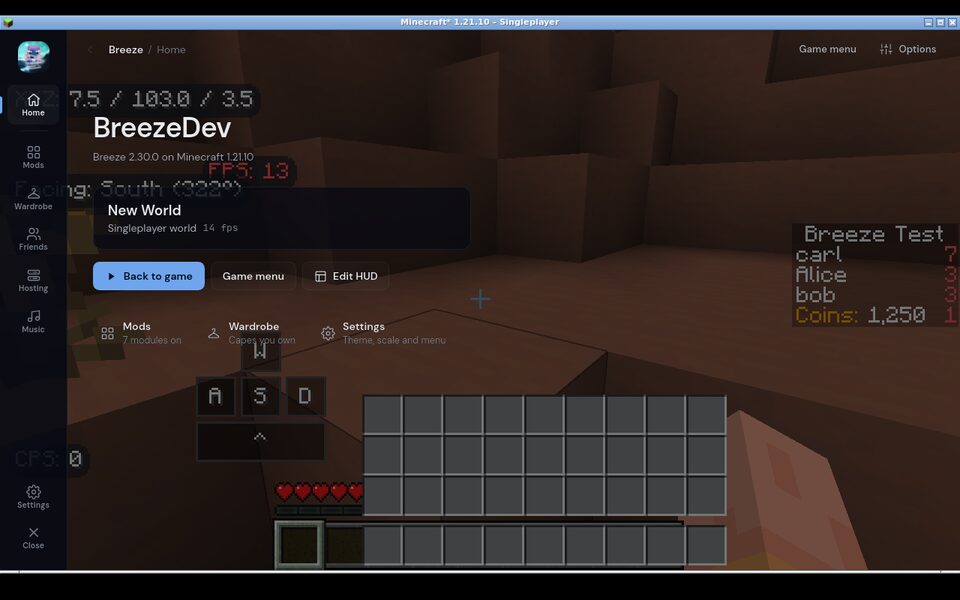 Minecraft* 1.21.10 - Singleplayer
Breeze / Home
Game menu
Options
XYZ: 7.5 / 103.0 / 3.5
Home
BreezeDev
Breeze 2.30.0 on Minecraft 1.21.10
FPS: 13
Mods
Facing: South (322°)
Wardrobe
New World
Singleplayer world 14 fps
Friends
Breeze Test
carl 7
Alice 3
bob 3
Coins: 1,250 1
Hosting
Back to game
Game menu
Edit HUD
Music
Mods
7 modules on
Wardrobe
Capes you own
Settings
Theme, scale and menu
W
A S D
^
CPS: 0
Settings
Close